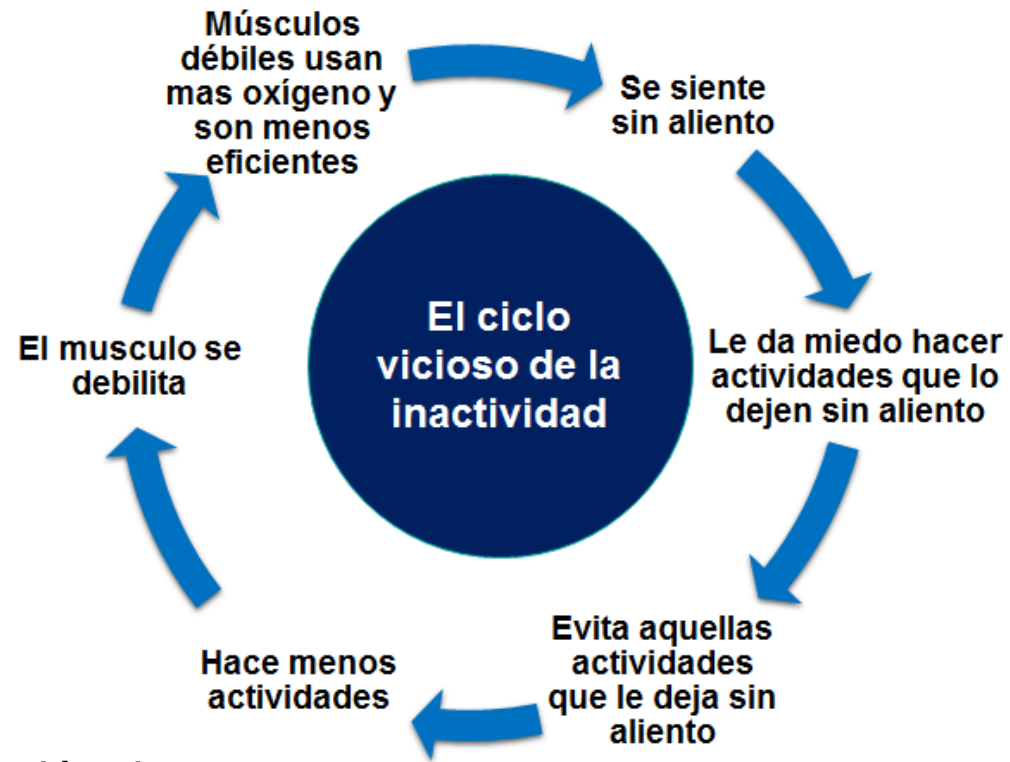 Músculos
débiles usan
mas oxígeno y
son menos
eficientes
Se siente
sin aliento
Le da miedo hacer
actividades que lo
dejen sin aliento
Evita aquellas
actividades
que le deja sin
aliento
Hace menos
actividades
El musculo se
debilita
El ciclo
vicioso de la
inactividad